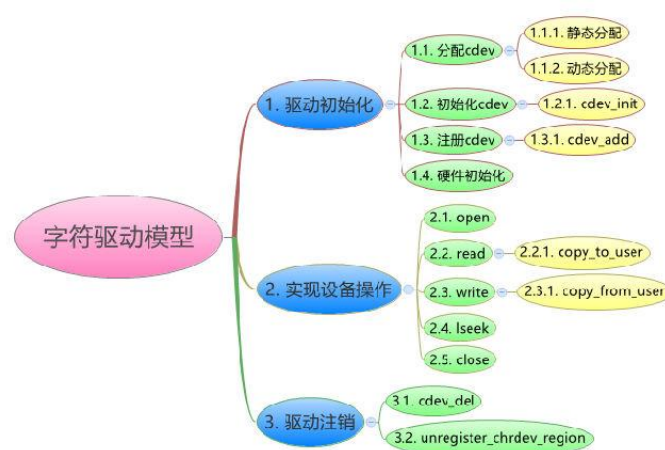 字符驱动模型
1. 驱动初始化
1.1. 分配cdev
1.1.1. 静态分配
1.1.2. 动态分配
1.2. 初始化cdev
1.2.1. cdev_init
1.3. 注册cdev
1.3.1. cdev_add
1.4. 硬件初始化
2. 实现设备操作
2.1. open
2.2. read
2.2.1. copy_to_user
2.3. write
2.3.1. copy_from_user
2.4. lseek
2.5. close
3. 驱动注销
3.1. cdev_del
3.2. unregister_chrdev_region